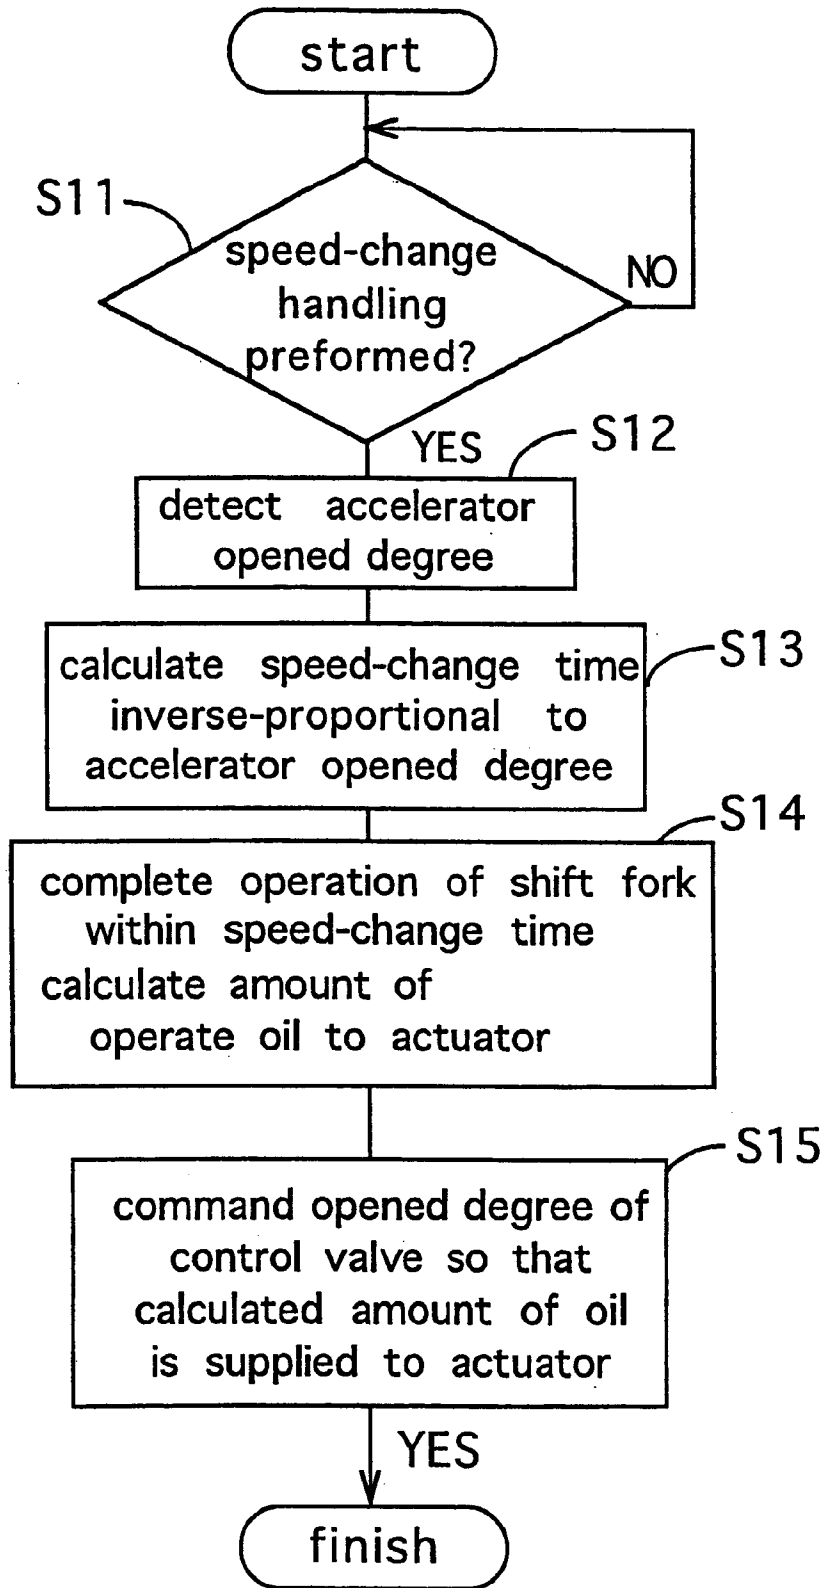 start
S11
speed-change
handling
preformed?
NO
YES
S12
detect accelerator
opened degree
S13
calculate speed-change time
inverse-proportional to
accelerator opened degree
S14
complete operation of shift fork
within speed-change time
calculate amount of
operate oil to actuator
S15
command opened degree of
control valve so that
calculated amount of oil
is supplied to actuator
YES
finish